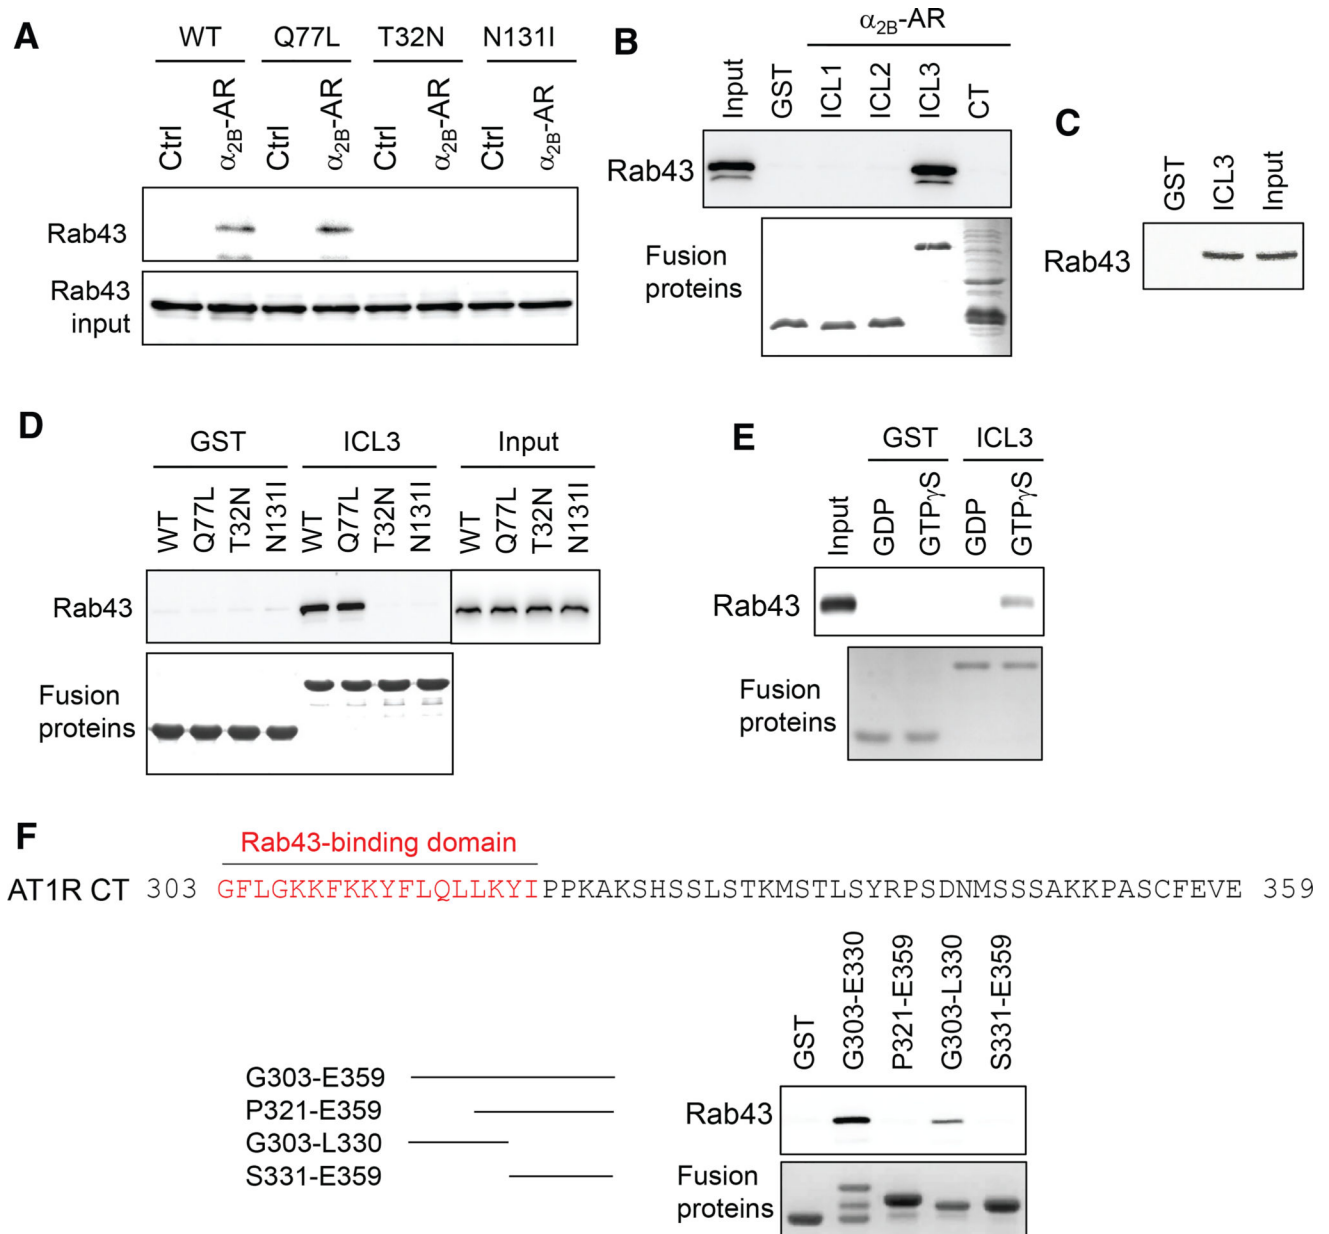 A
WT Q77L T32N N131I
Ctrl α2B-AR Ctrl α2B-AR Ctrl α2B-AR Ctrl α2B-AR
Rab43
Rab43
input
B
α2B-AR
Input GST ICL1 ICL2 ICL3 CT
Rab43
Fusion
proteins
C
GST ICL3 Input
Rab43
D
GST ICL3 Input
WT Q77L T32N N131I WT Q77L T32N N131I WT Q77L T32N N131I
Rab43
Fusion
proteins
E
GST ICL3
Input GDP GTPγS GDP GTPγS
Rab43
Fusion
proteins
F
Rab43-binding domain
AT1R CT 303 GFLGKKFKKYFLQLLKYIPPKAKSHSSLSTKMSTLSYRPSDNMSSSAKKPASCFEVE 359
G303-E359
P321-E359
G303-L330
S331-E359
GST G303-E330 P321-E359 G303-L330 S331-E359
Rab43
Fusion
proteins